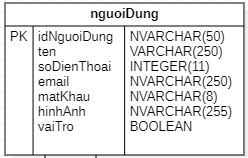 nguoiDung
PK idNguoiDung NVARCHAR(50)
ten VARCHAR(250)
soDienThoai INTEGER(11)
email NVARCHAR(250)
matKhau NVARCHAR(8)
hinhAnh NVARCHAR(255)
vaiTro BOOLEAN